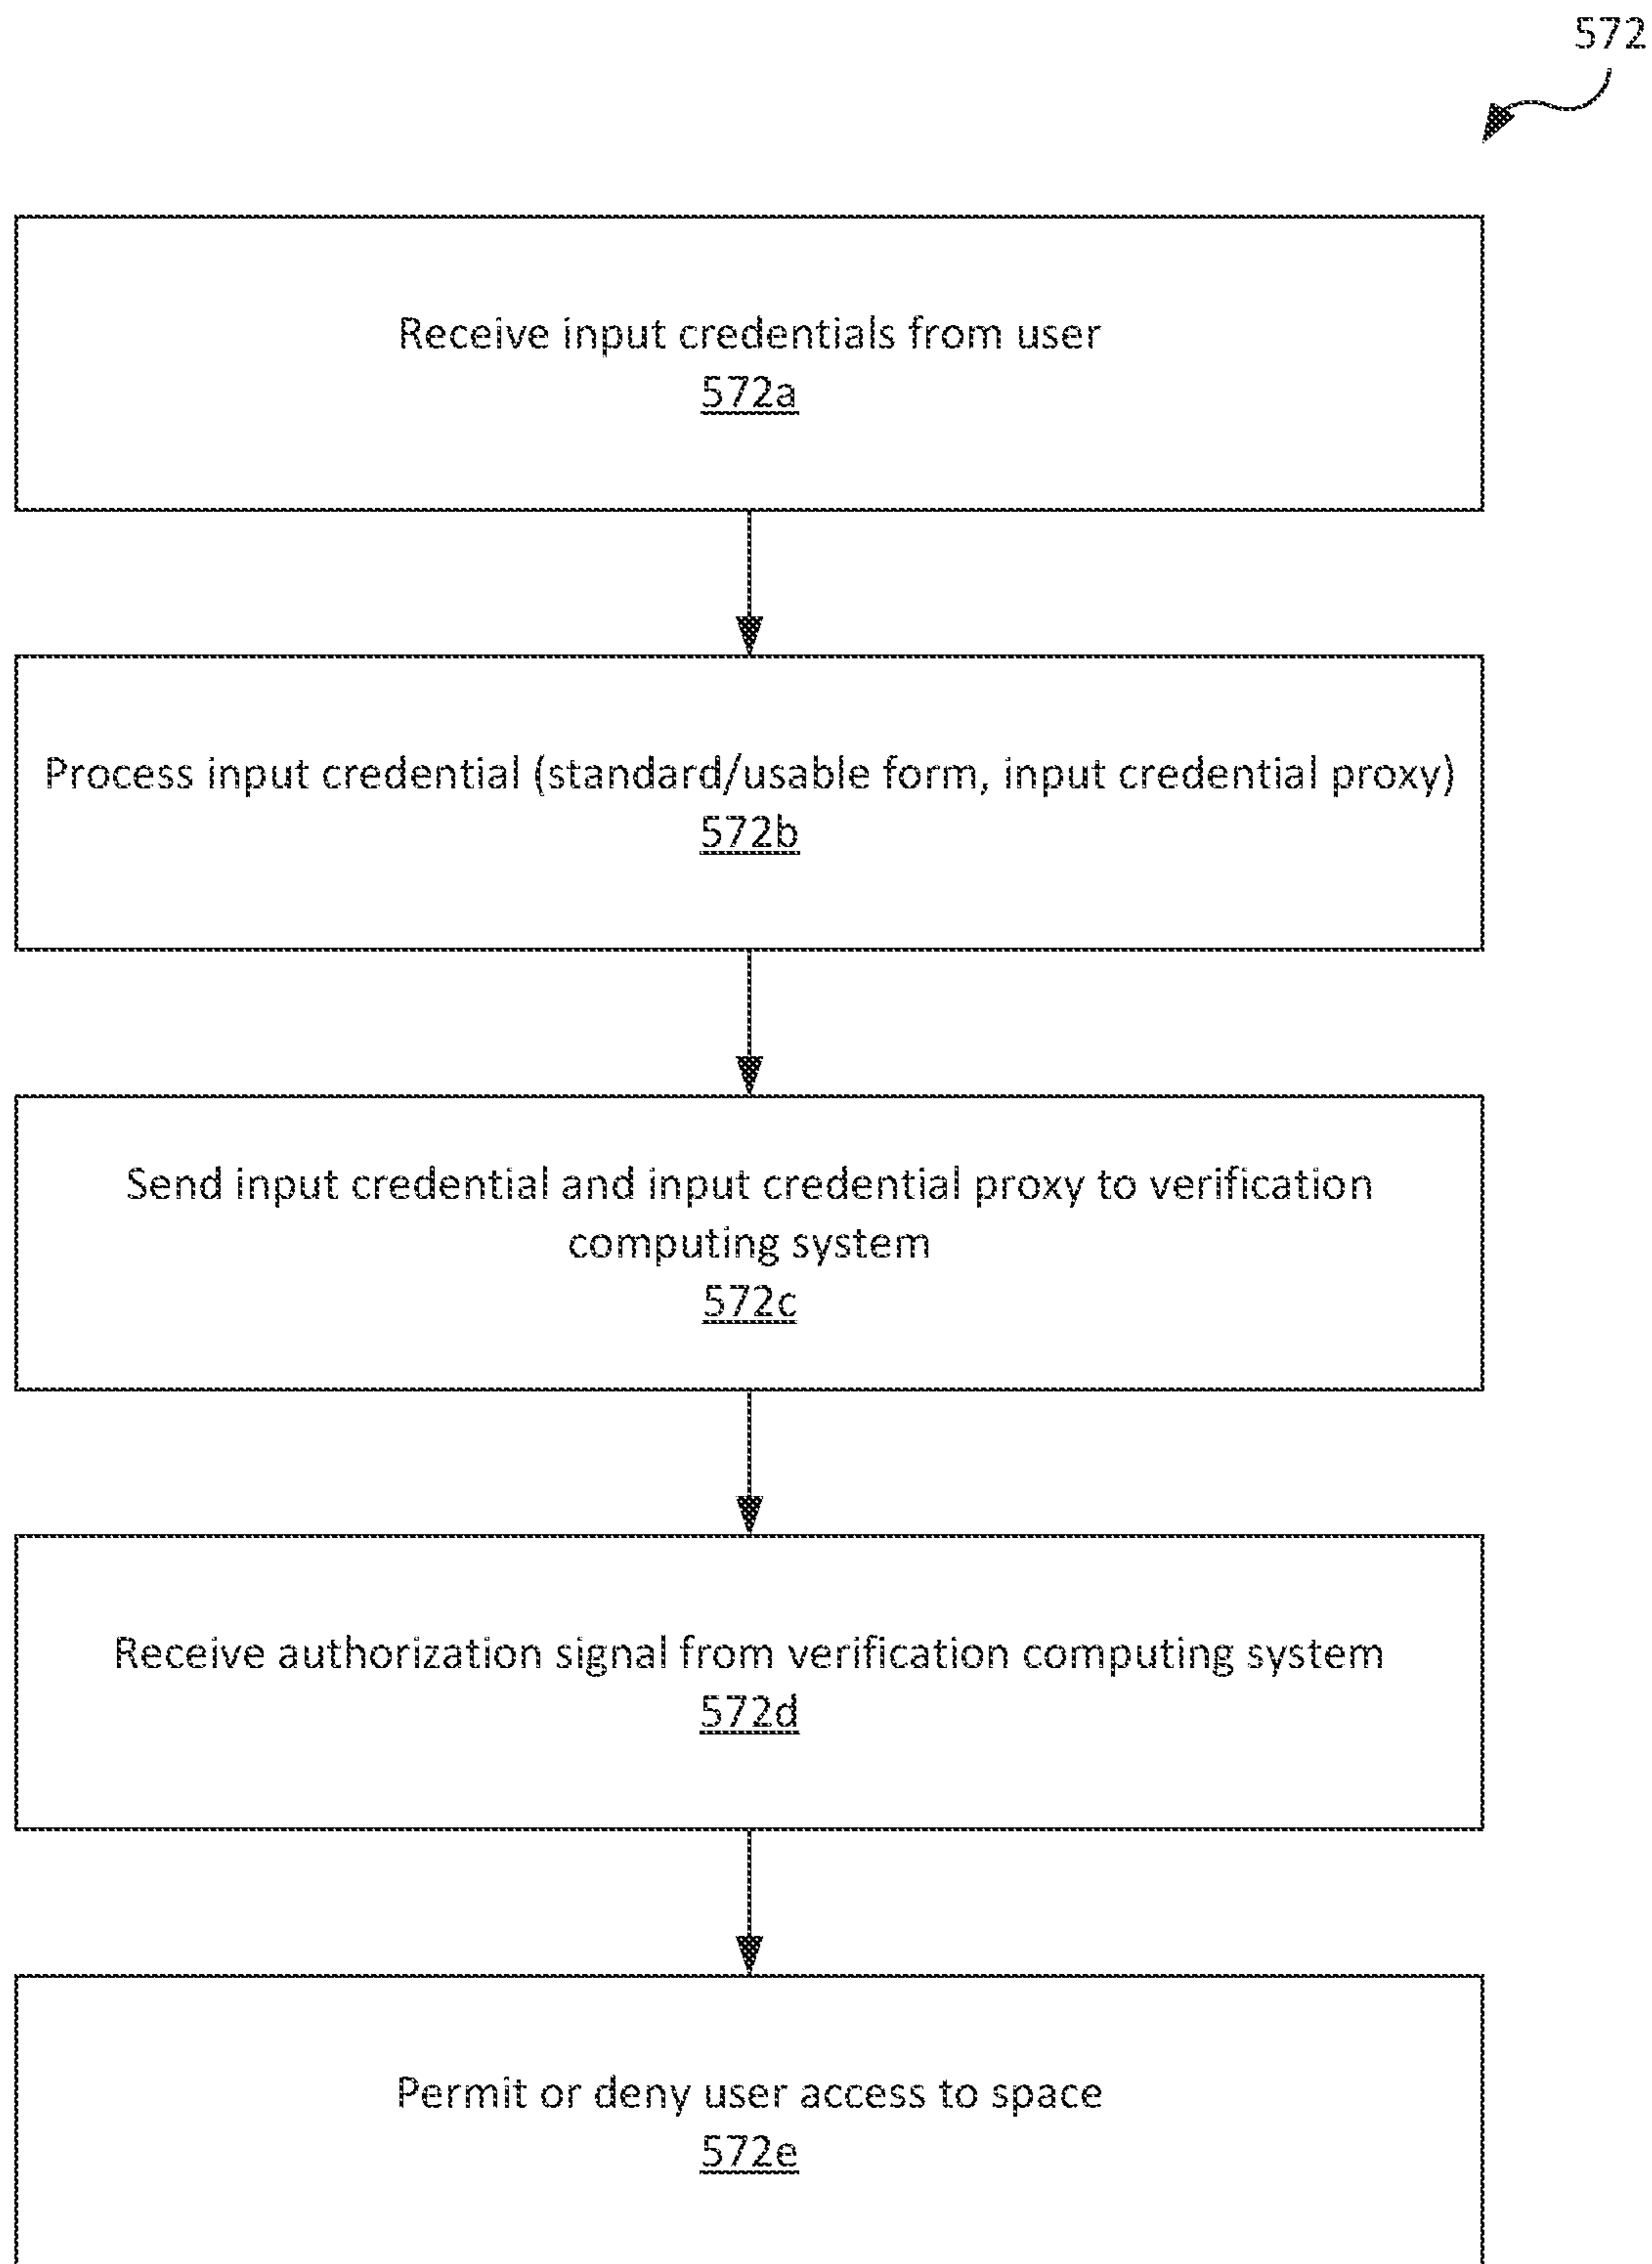 572
Receive input credentials from user
572a
Process input credential (standard/usable form, input credential proxy)
572b
Send input credential and input credential proxy to verification
computing system
572c
Receive authorization signal from verification computing system
572d
Permit or deny user access to space
572e